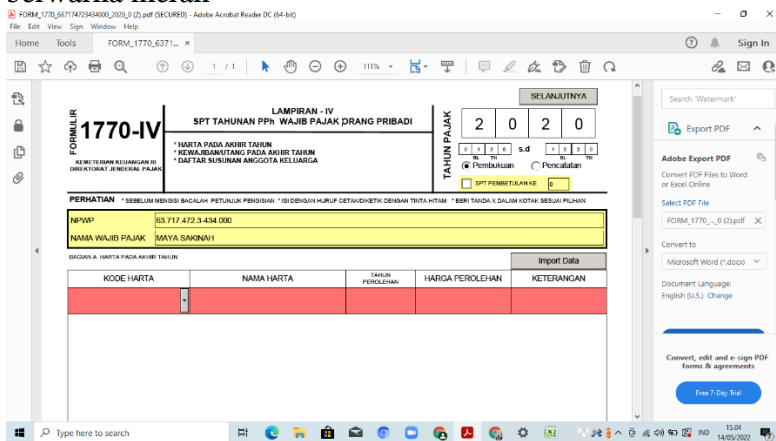 FORM_1770_637174723434000_2020_0 (2).pdf (SECURED) - Adobe Acrobat Reader DC (64-bit)
File Edit View Sign Window Help
Home Tools FORM_1770_6371... × Sign In
1 / 1 111%
SELANJUTNYA
FORMULIR 1770-IV
KEMETERIAN KEUANGAN RI
DIREKTORAT JENDERAL PAJAK
LAMPIRAN - IV
SPT TAHUNAN PPh WAJIB PAJAK ORANG PRIBADI
* HARTA PADA AKHIR TAHUN
* KEWAJIBAN/UTANG PADA AKHIR TAHUN
* DAFTAR SUSUNAN ANGGOTA KELUARGA
TAHUN PAJAK
2 0 2 0
0 1 2 0 s.d 1 2 2 0
BL TH BL TH
Pembukuan Pencatatan
SPT PEMBETULAN KE 0
PERHATIAN * SEBELUM MENGISI BACALAH PETUNJUK PENGISIAN * ISI DENGAN HURUF CETAK/DIKETIK DENGAN TINTA HITAM * BERI TANDA X DALAM KOTAK SESUAI PILIHAN
NPWP 63.717.472.3-434.000
NAMA WAJIB PAJAK MAYA SAKINAH
BAGIAN A. HARTA PADA AKHIR TAHUN
Import Data
KODE HARTA NAMA HARTA TAHUN PEROLEHAN HARGA PEROLEHAN KETERANGAN
Search 'Watermark'
Export PDF
Adobe Export PDF
Convert PDF Files to Word
or Excel Online
Select PDF File
FORM_1770_..._0 (2).pdf ×
Convert to
Microsoft Word (*.docx)
Document Language:
English (U.S.) Change
Convert, edit and e-sign PDF
forms & agreements
Free 7-Day Trial
Type here to search
IND
15.04
14/05/2022